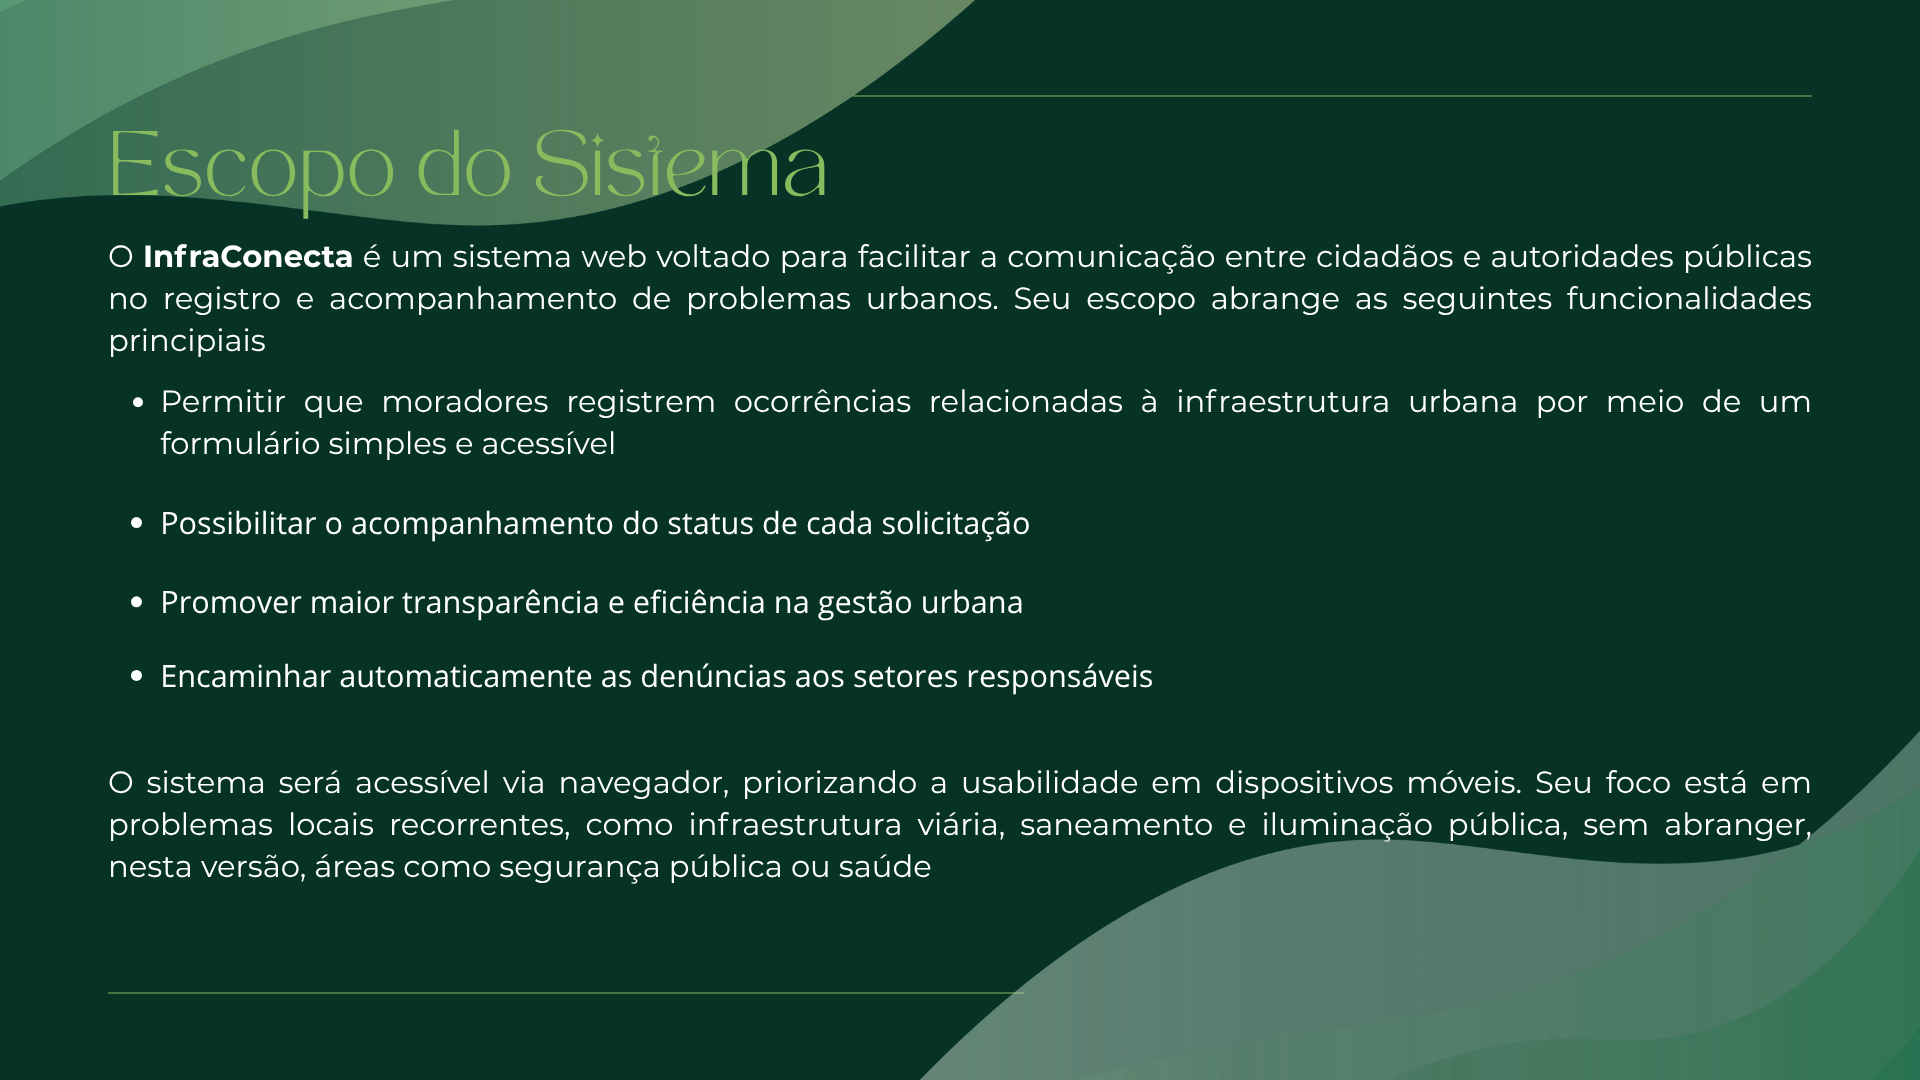 Escopo do Sistema
O InfraConecta é um sistema web voltado para facilitar a comunicação entre cidadãos e autoridades públicas
no registro e acompanhamento de problemas urbanos. Seu escopo abrange as seguintes funcionalidades
principiais
• Permitir que moradores registrem ocorrências relacionadas à infraestrutura urbana por meio de um
formulário simples e acessível
• Possibilitar o acompanhamento do status de cada solicitação
• Promover maior transparência e eficiência na gestão urbana
• Encaminhar automaticamente as denúncias aos setores responsáveis
O sistema será acessível via navegador, priorizando a usabilidade em dispositivos móveis. Seu foco está em
problemas locais recorrentes, como infraestrutura viária, saneamento e iluminação pública, sem abranger,
nesta versão, áreas como segurança pública ou saúde